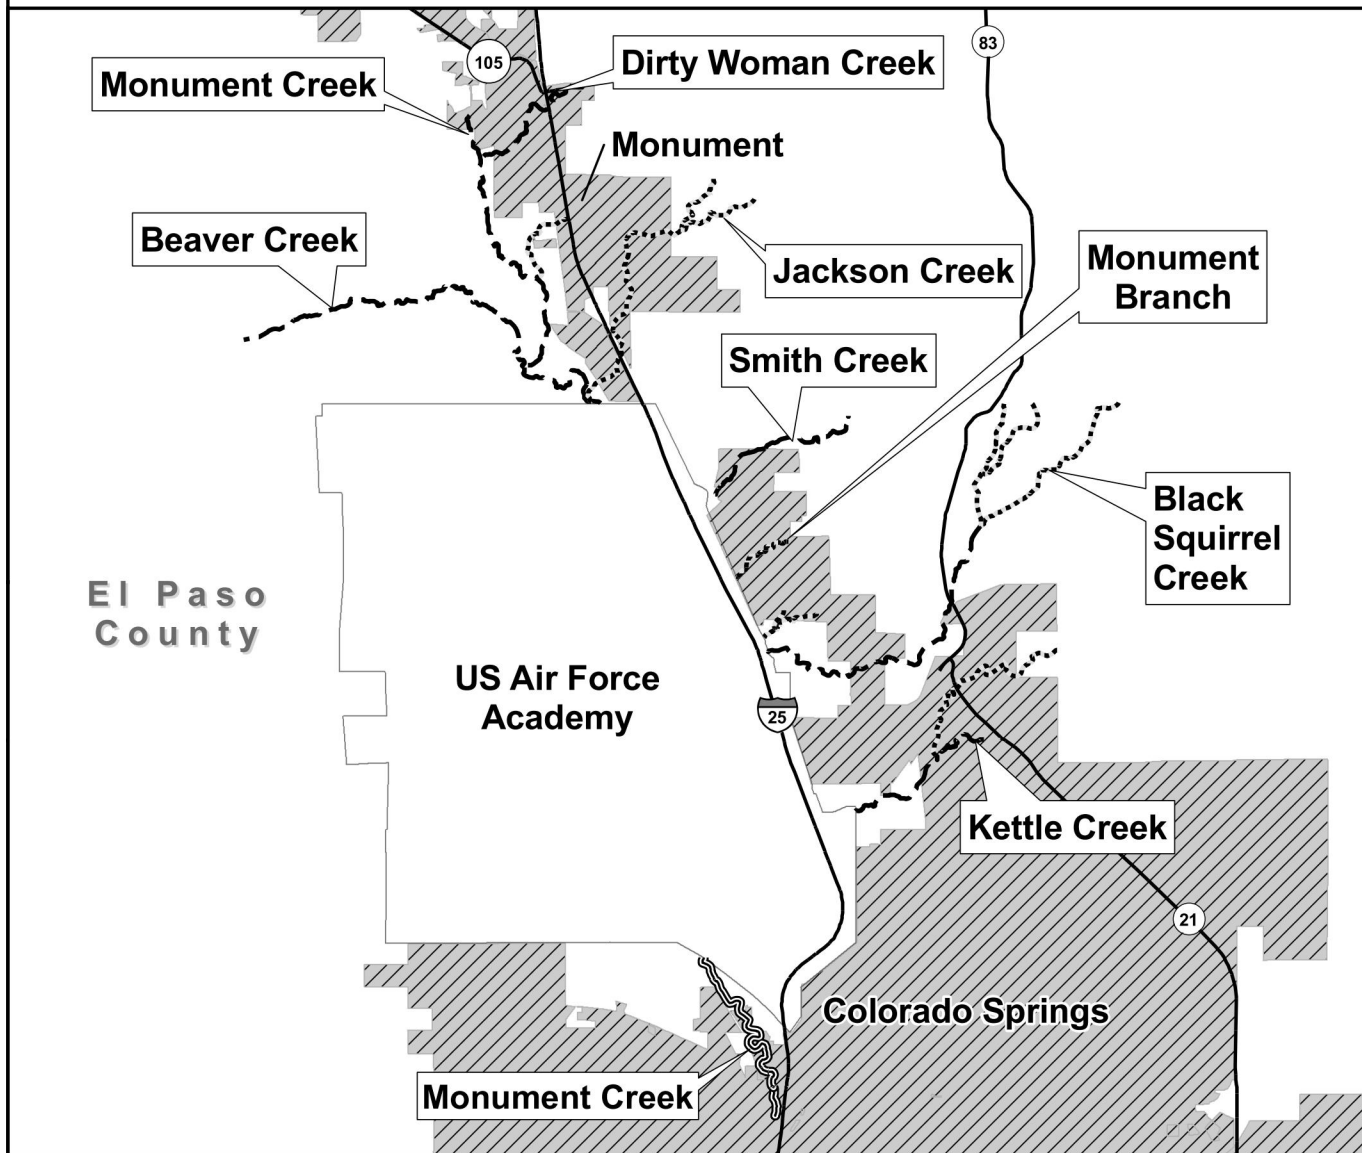 83
105
Dirty Woman Creek
Monument Creek
Monument
Beaver Creek
Jackson Creek
Monument
Branch
Smith Creek
Black
Squirrel
Creek
El Paso
County
US Air Force
Academy
25
Kettle Creek
21
Colorado Springs
Monument Creek